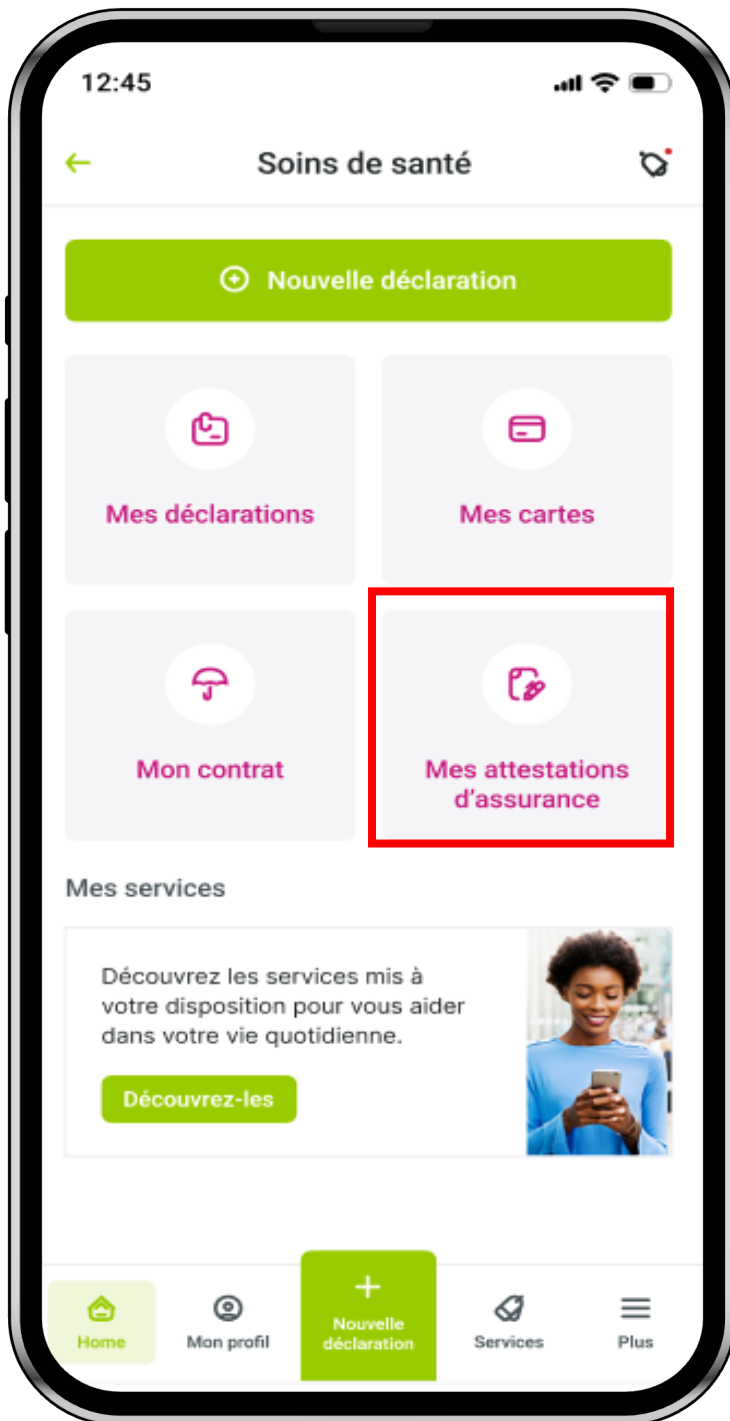 12:45
Soins de santé
Nouvelle déclaration
Mes déclarations
Mes cartes
Mon contrat
Mes attestations
d'assurance
Mes services
Découvrez les services mis à
votre disposition pour vous aider
dans votre vie quotidienne.
Découvrez-les
Home
Mon profil
Nouvelle
déclaration
Services
Plus